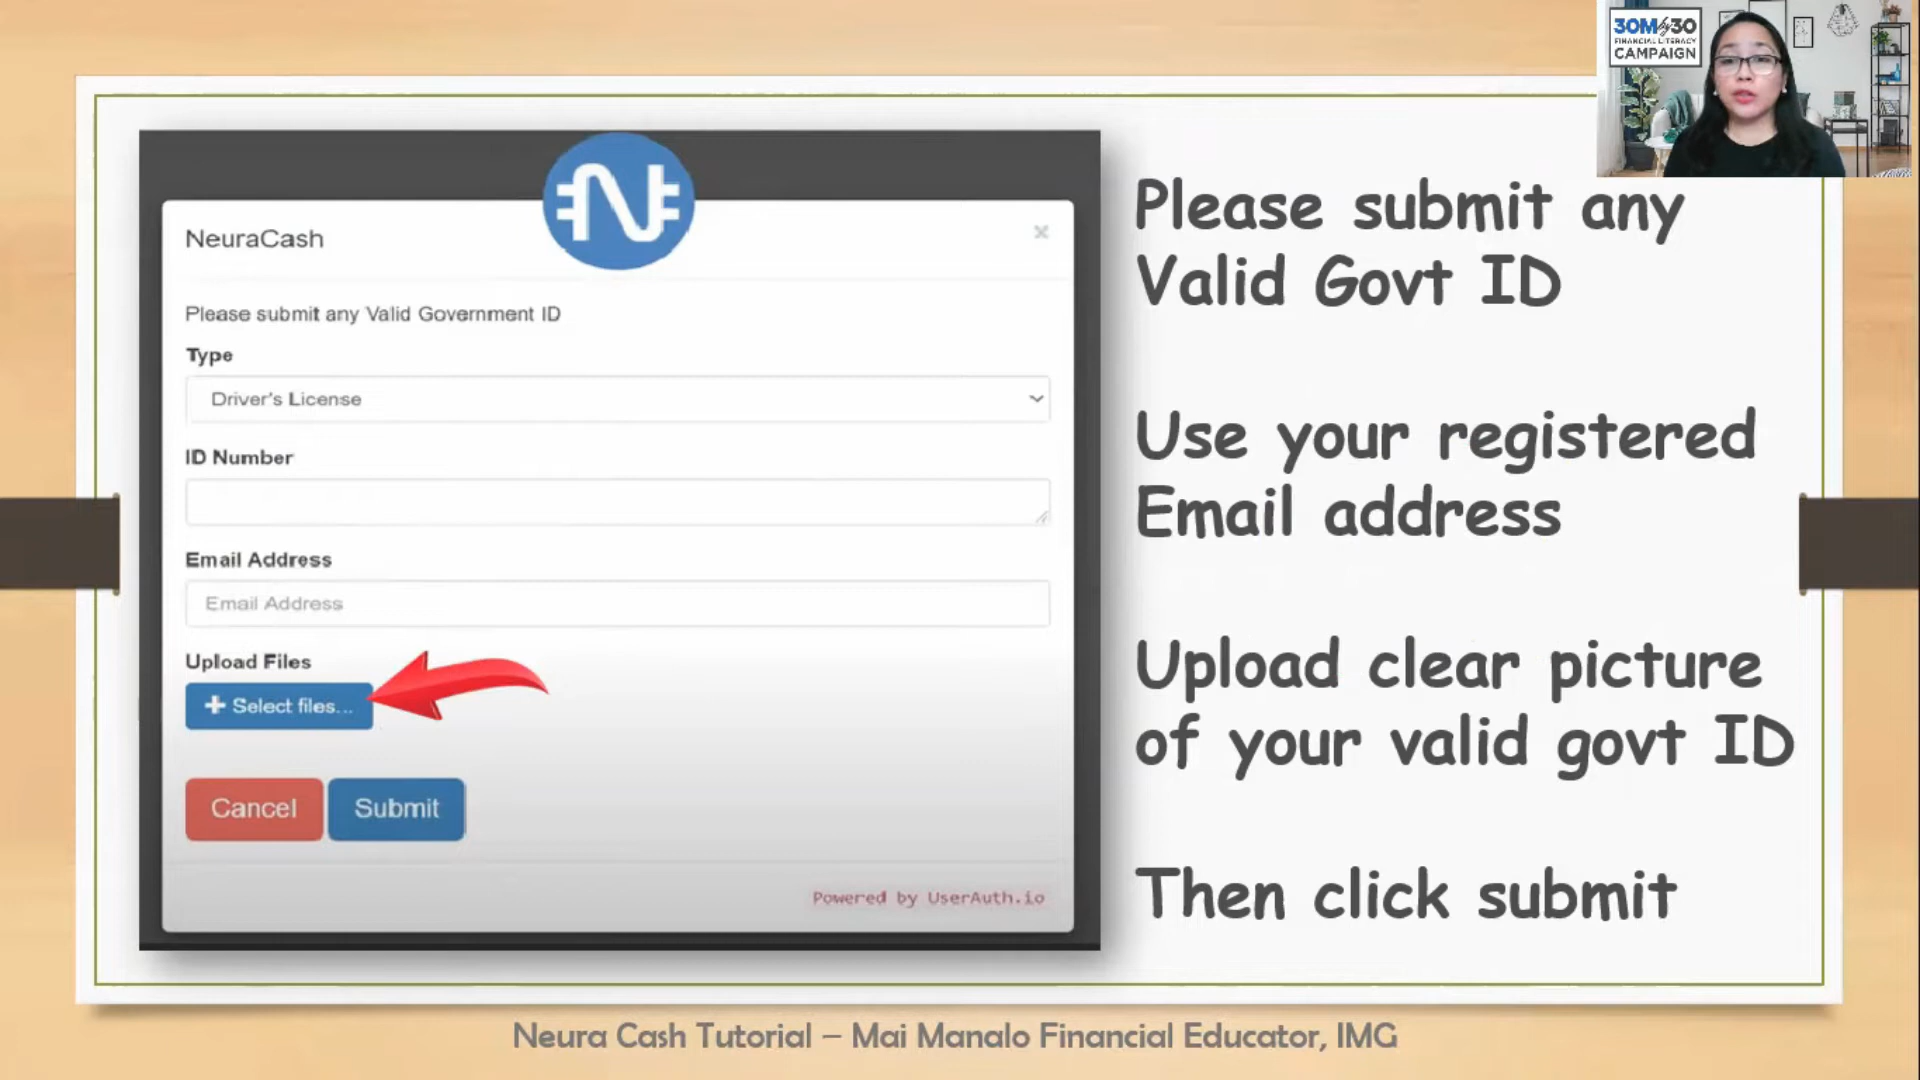 30M by 30
FINANCIAL LITERACY
CAMPAIGN
NeuraCash
×
Please submit any Valid Government ID
Type
Driver's License
ID Number
Email Address
Email Address
Upload Files
+ Select files...
Cancel Submit
Powered by UserAuth.io
Please submit any
Valid Govt ID
Use your registered
Email address
Upload clear picture
of your valid govt ID
Then click submit
Neura Cash Tutorial – Mai Manalo Financial Educator, IMG